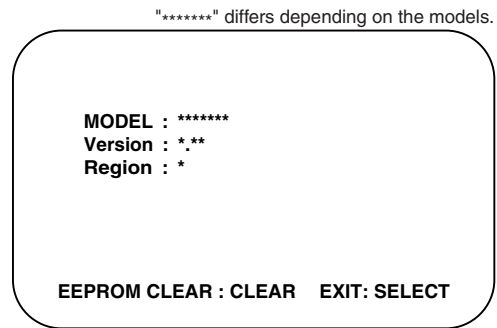 "*******" differs depending on the models.
MODEL : *******
Version : *.**
Region : *
EEPROM CLEAR : CLEAR EXIT: SELECT